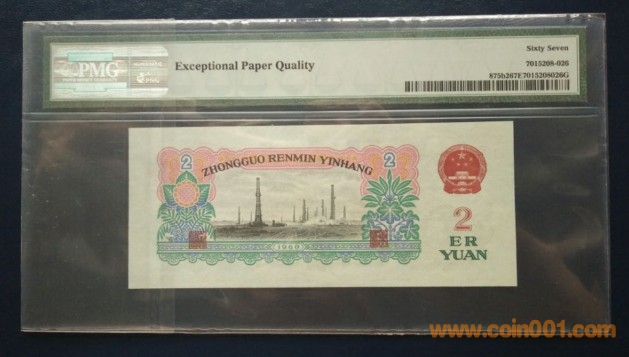 PMG
Exceptional Paper Quality
Sixty Seven
7015208-026
875b267E7015208026G
2
2
ZHONGGUO RENMIN YINHANG
1960
2
ER
YUAN
www.coin001.com